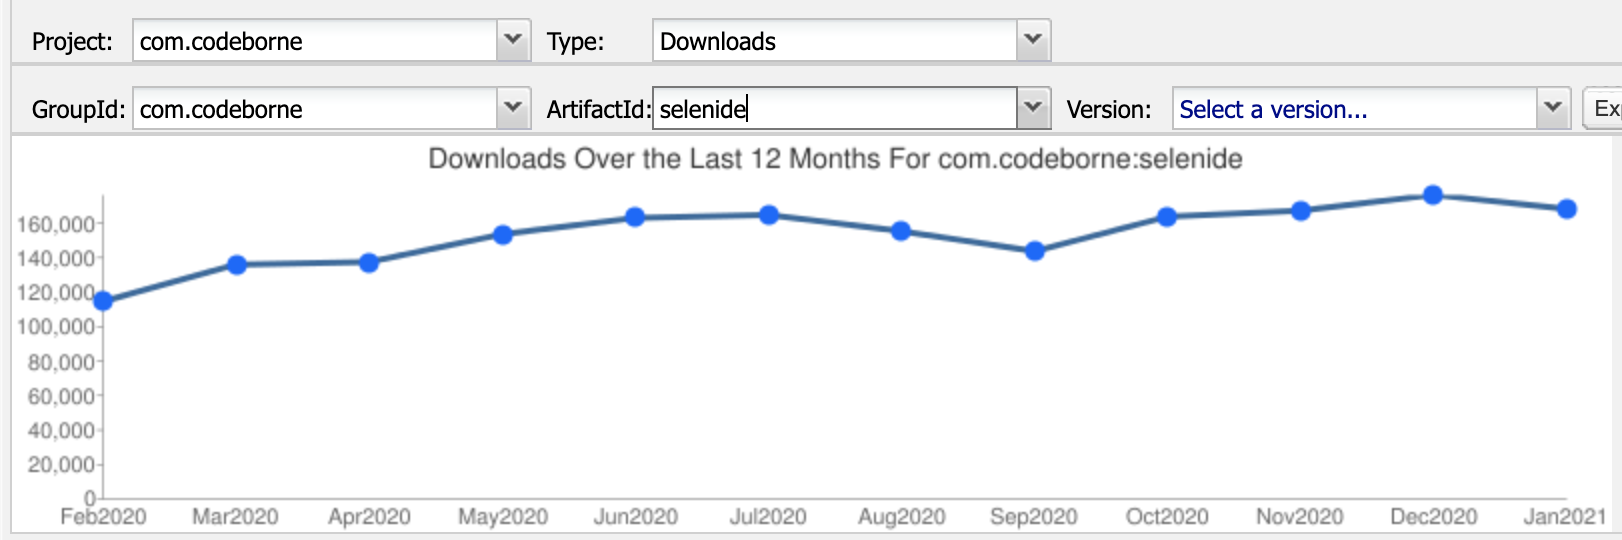 Project: com.codeborne Type: Downloads
GroupId: com.codeborne ArtifactId: selenide Version: Select a version...
Downloads Over the Last 12 Months For com.codeborne:selenide
160,000
140,000
120,000
100,000
80,000
60,000
40,000
20,000
0
Feb2020 Mar2020 Apr2020 May2020 Jun2020 Jul2020 Aug2020 Sep2020 Oct2020 Nov2020 Dec2020 Jan2021